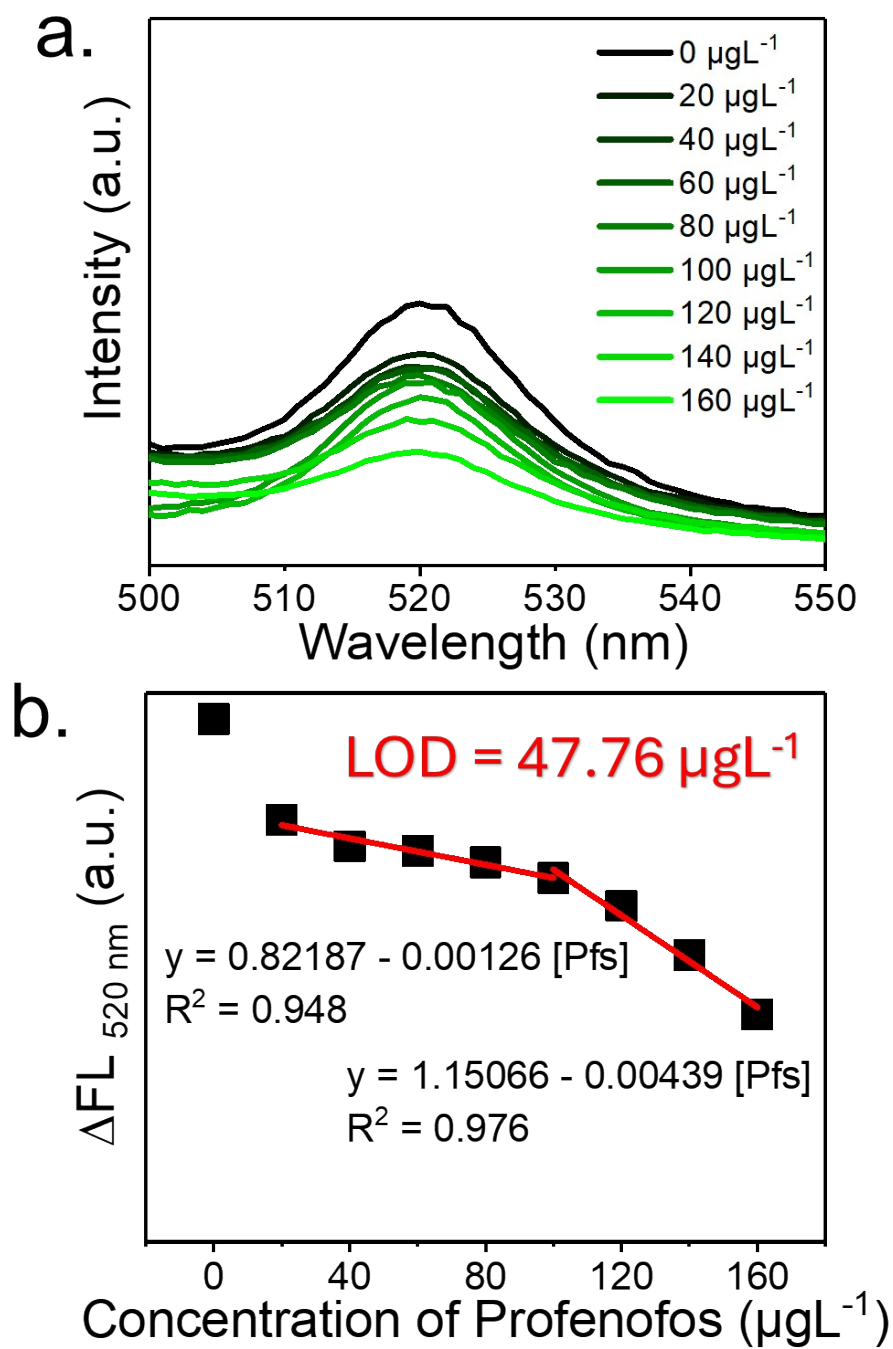 a.
Intensity (a.u.)
0 µgL⁻¹
20 µgL⁻¹
40 µgL⁻¹
60 µgL⁻¹
80 µgL⁻¹
100 µgL⁻¹
120 µgL⁻¹
140 µgL⁻¹
160 µgL⁻¹
500 510 520 530 540 550
Wavelength (nm)
b.
ΔFL 520 nm (a.u.)
LOD = 47.76 µgL⁻¹
y = 0.82187 - 0.00126 [Pfs]
R² = 0.948
y = 1.15066 - 0.00439 [Pfs]
R² = 0.976
0 40 80 120 160
Concentration of Profenofos (µgL⁻¹)